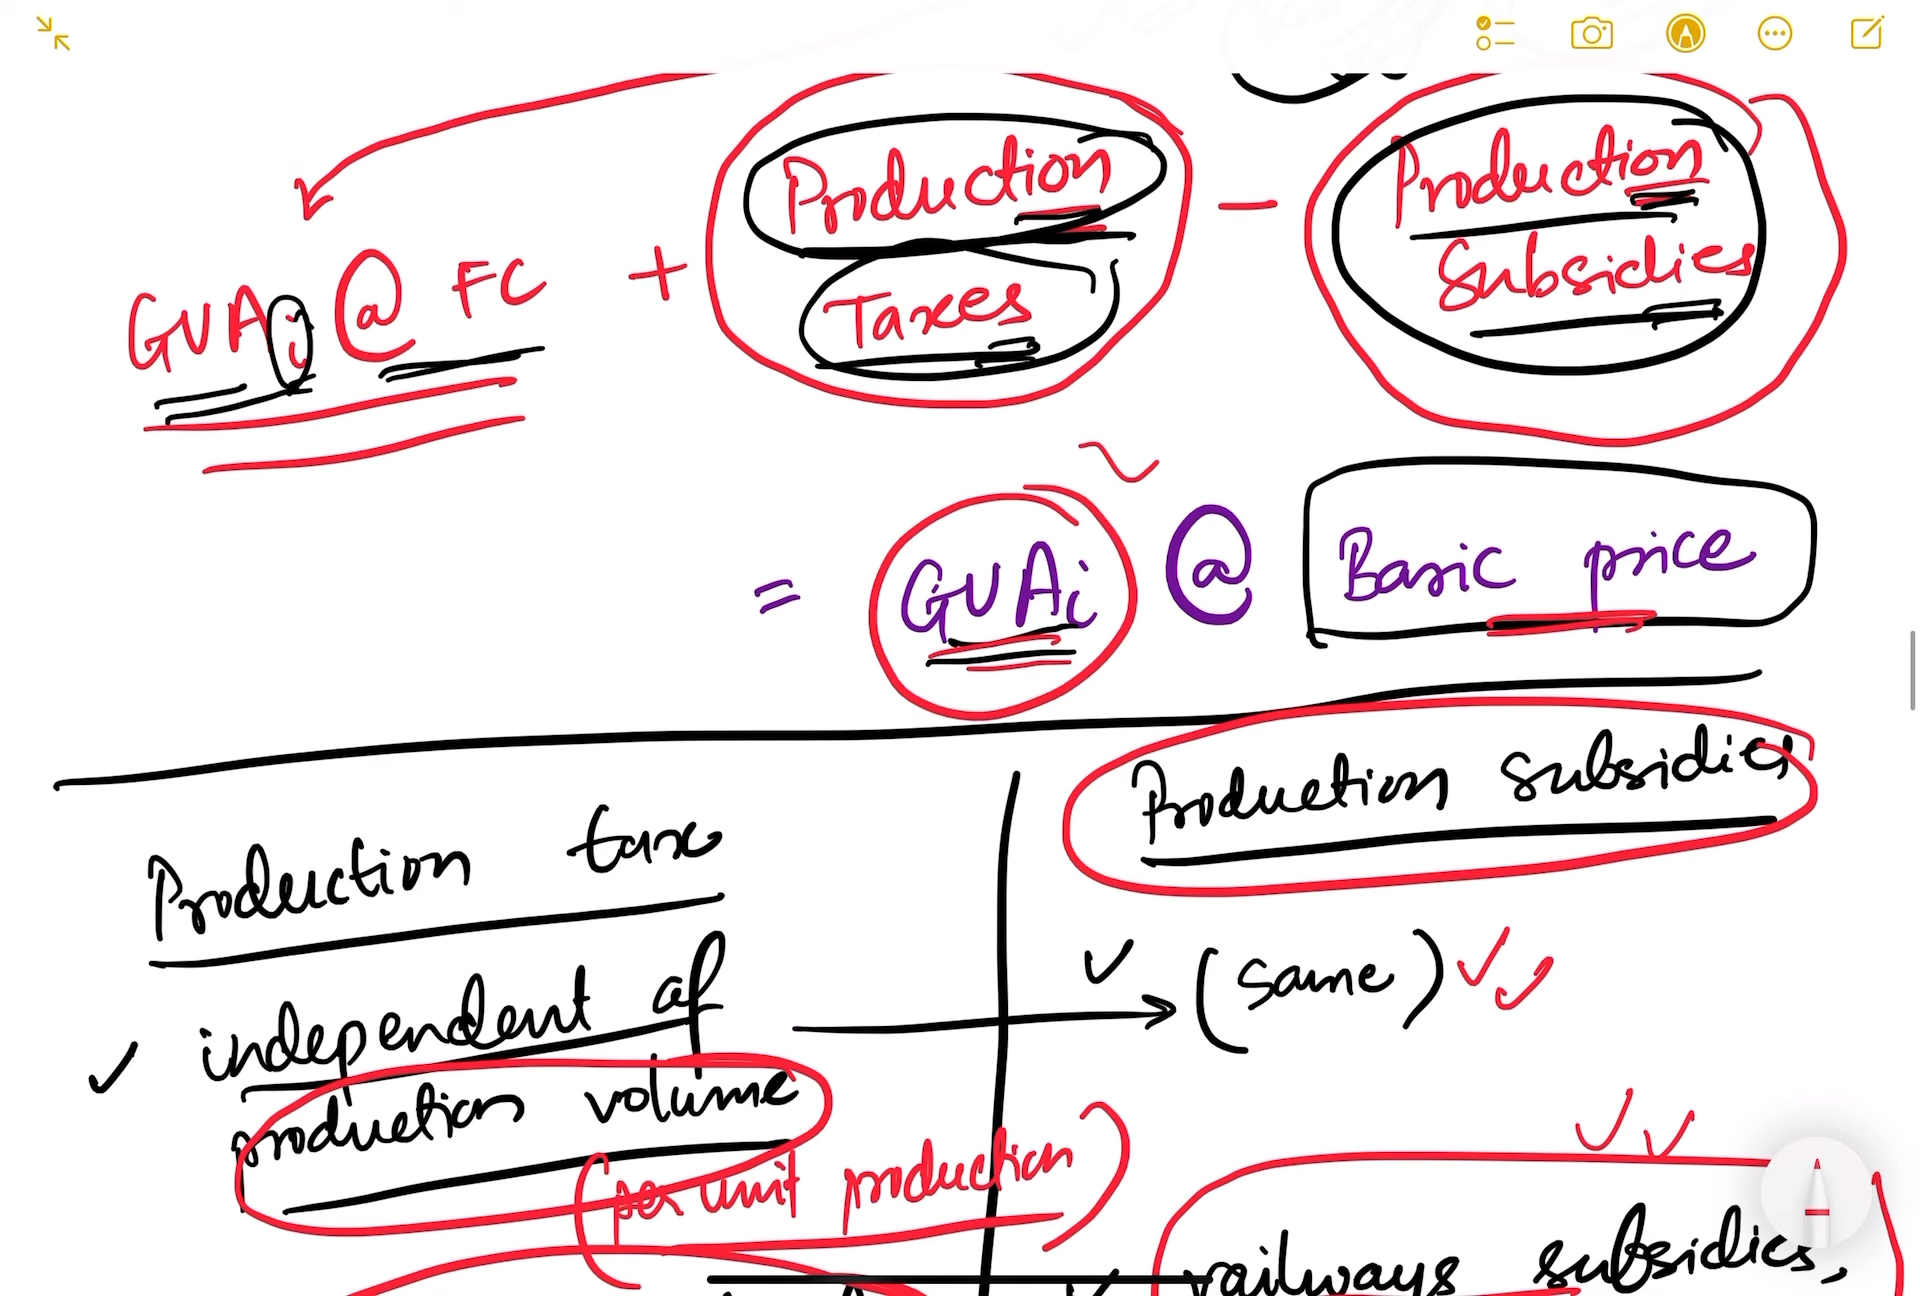 Production
Taxes
Production
Subsidies
GVAi @ FC + -
= GVAi @ Basic price
Production subsidies
Production tax
independent of
production volume
(same)
(per unit production)
railways subsidies,